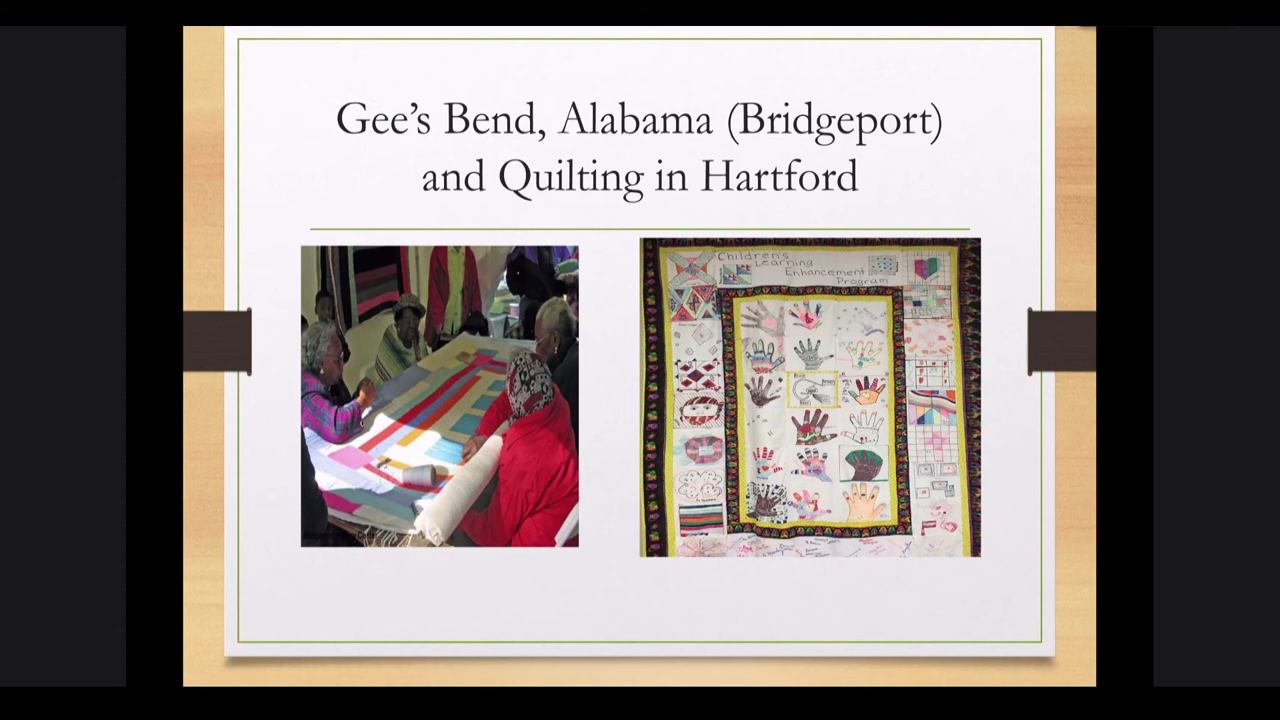 Gee’s Bend, Alabama (Bridgeport)
and Quilting in Hartford
Children's
Learning
Enhancement
Program